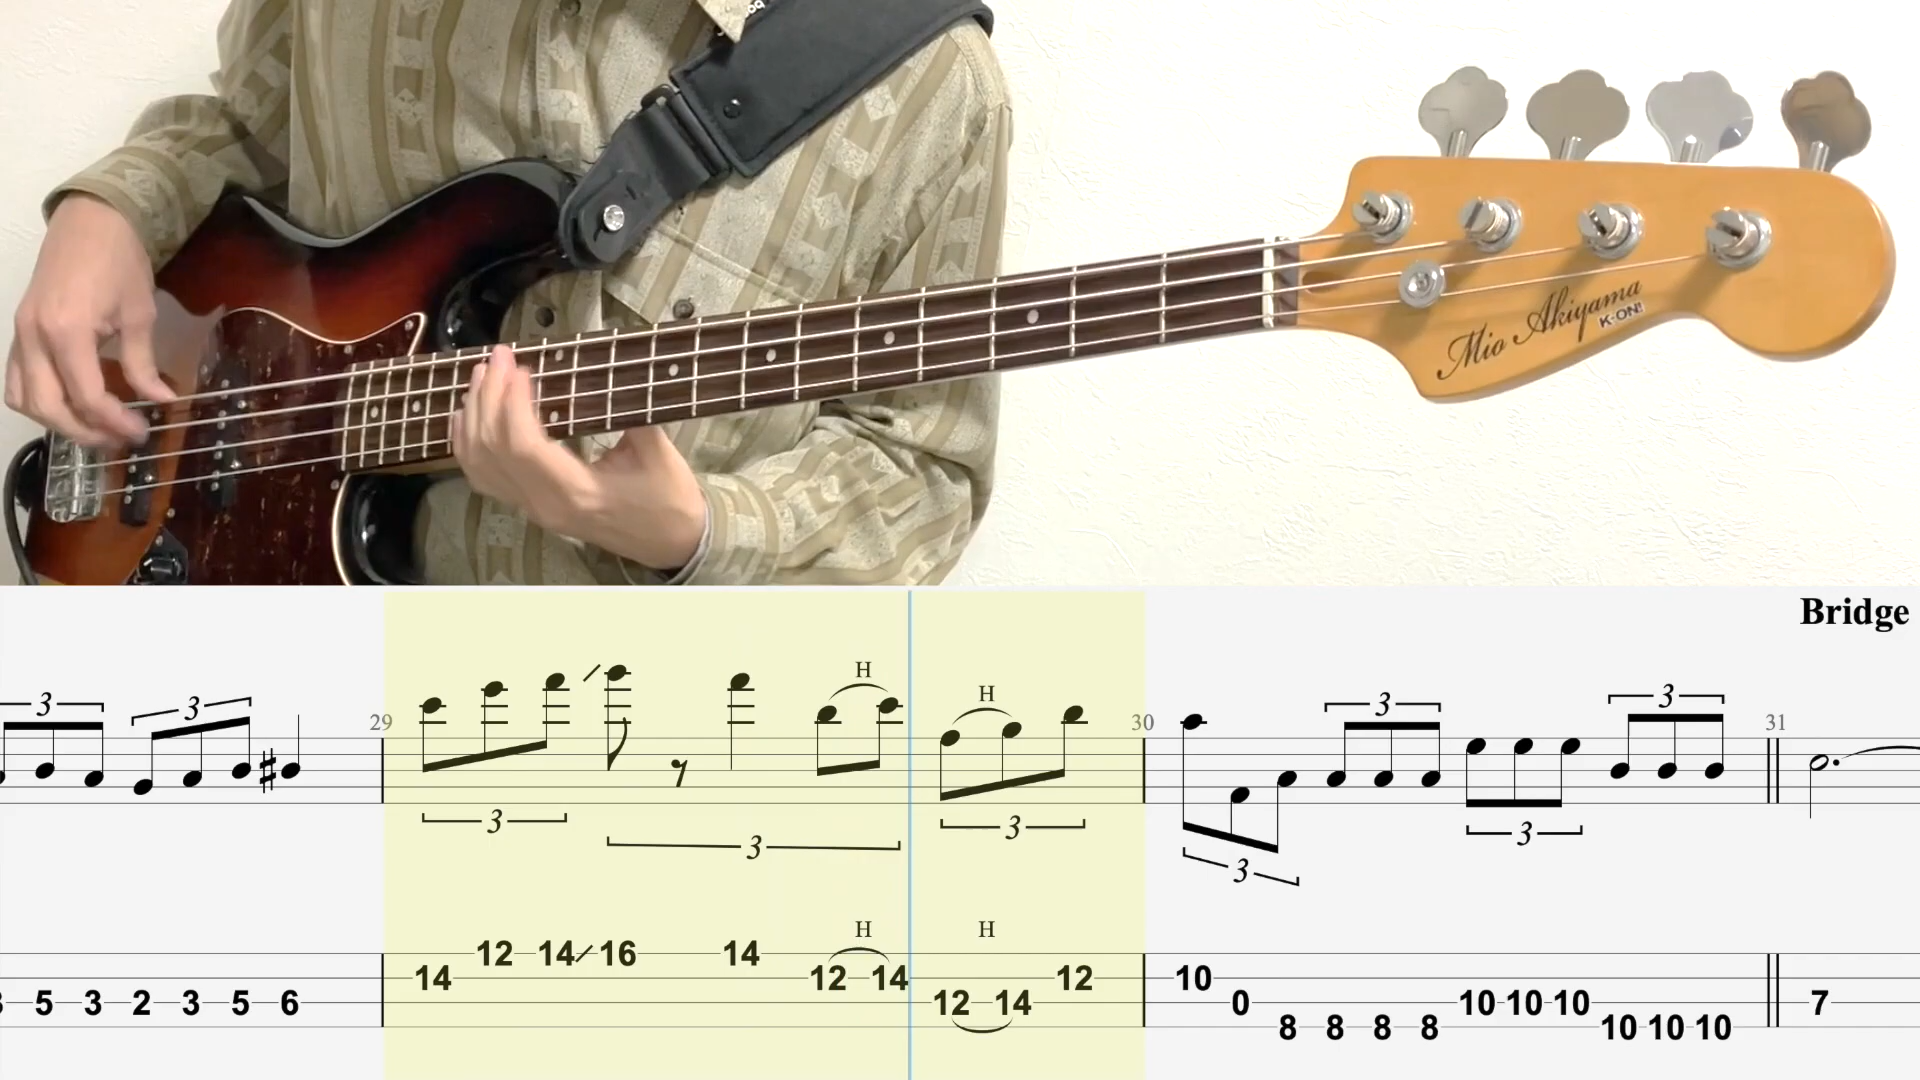 Mio Akiyama
K-ON!
Bridge
3 3 29 H H 30 3 3 31
3 3 3 3
3
H H
12 14 16 14
14 12 14 12 10
5 3 2 3 5 6 12 14 0 10 10 10 7
8 8 8 8 10 10 10